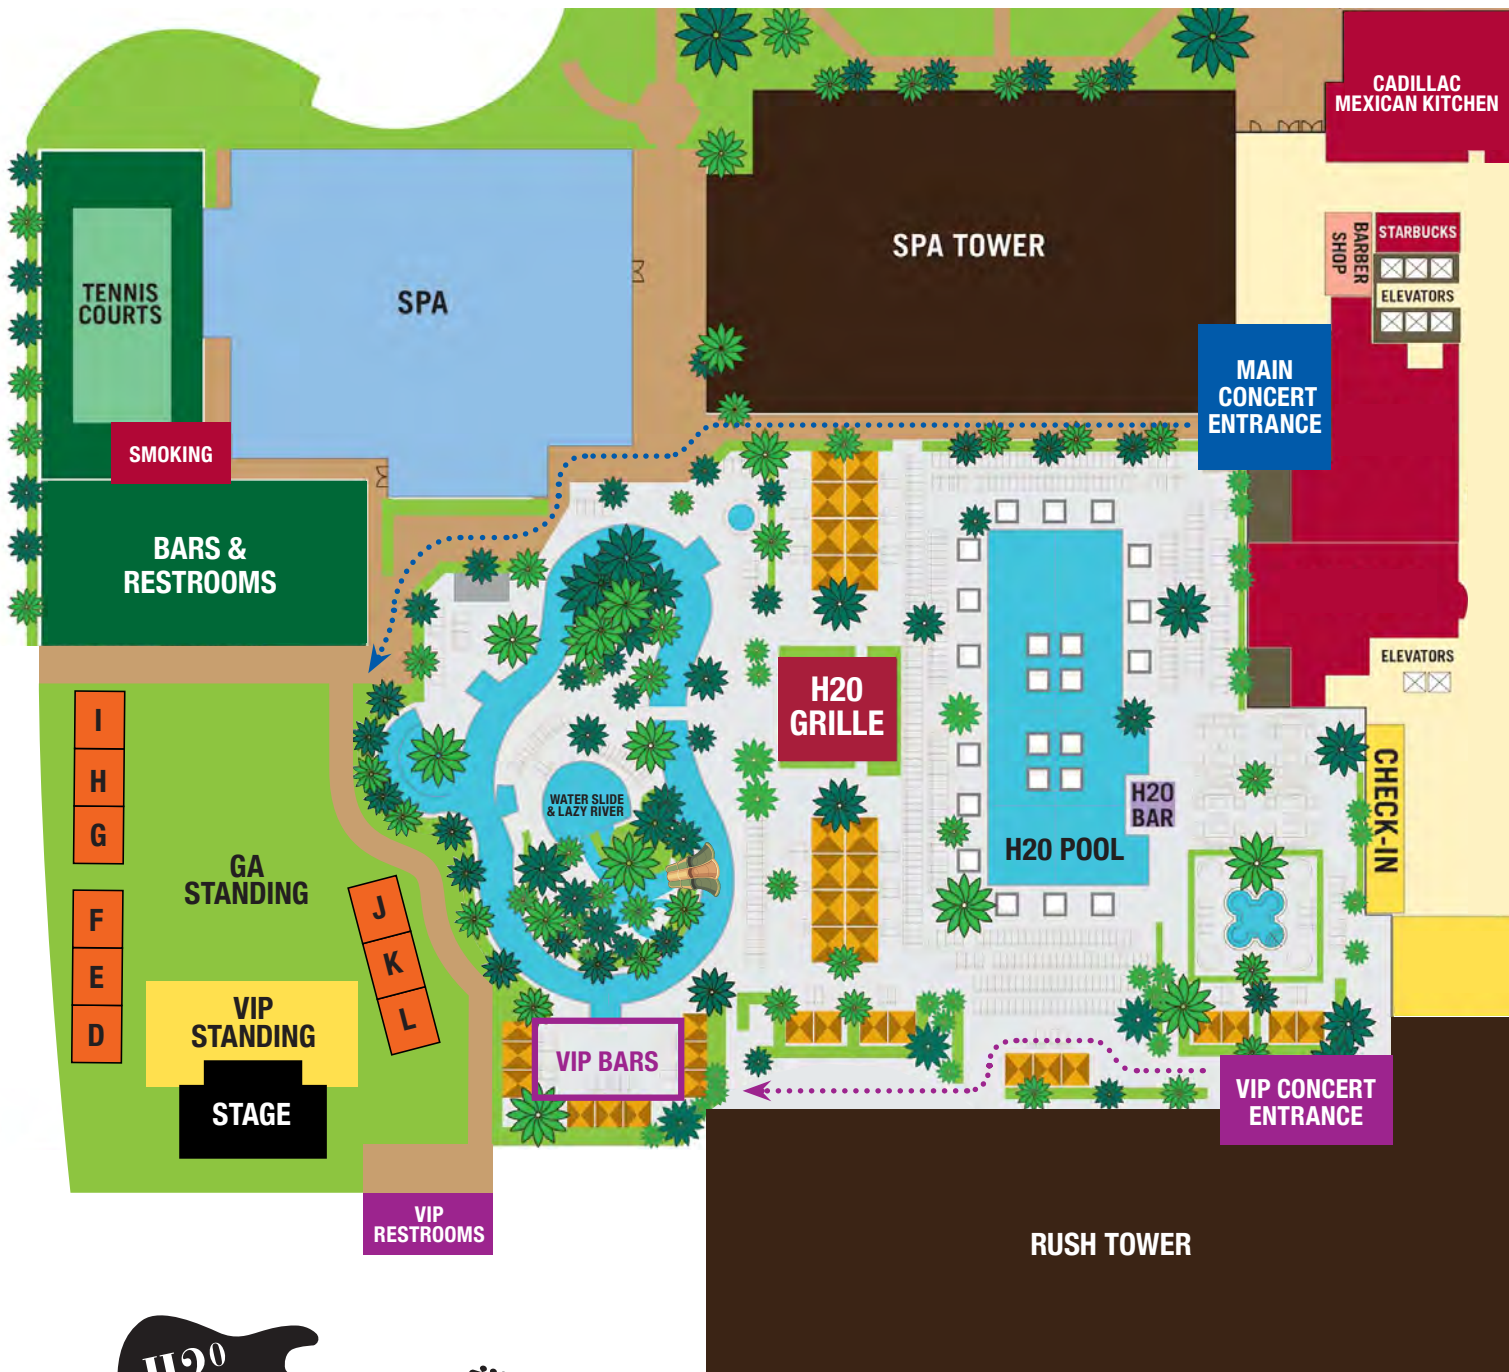 CADILLAC
MEXICAN KITCHEN
BARBER
SHOP
STARBUCKS
ELEVATORS
SPA TOWER
TENNIS
COURTS
SPA
MAIN
CONCERT
ENTRANCE
SMOKING
BARS &
RESTROOMS
ELEVATORS
H20
GRILLE
I
H
G
F
E
D
GA
STANDING
J
K
L
WATER SLIDE
& LAZY RIVER
H20
BAR
H20 POOL
CHECK-IN
VIP
STANDING
STAGE
VIP BARS
VIP CONCERT
ENTRANCE
VIP
RESTROOMS
RUSH TOWER
H20